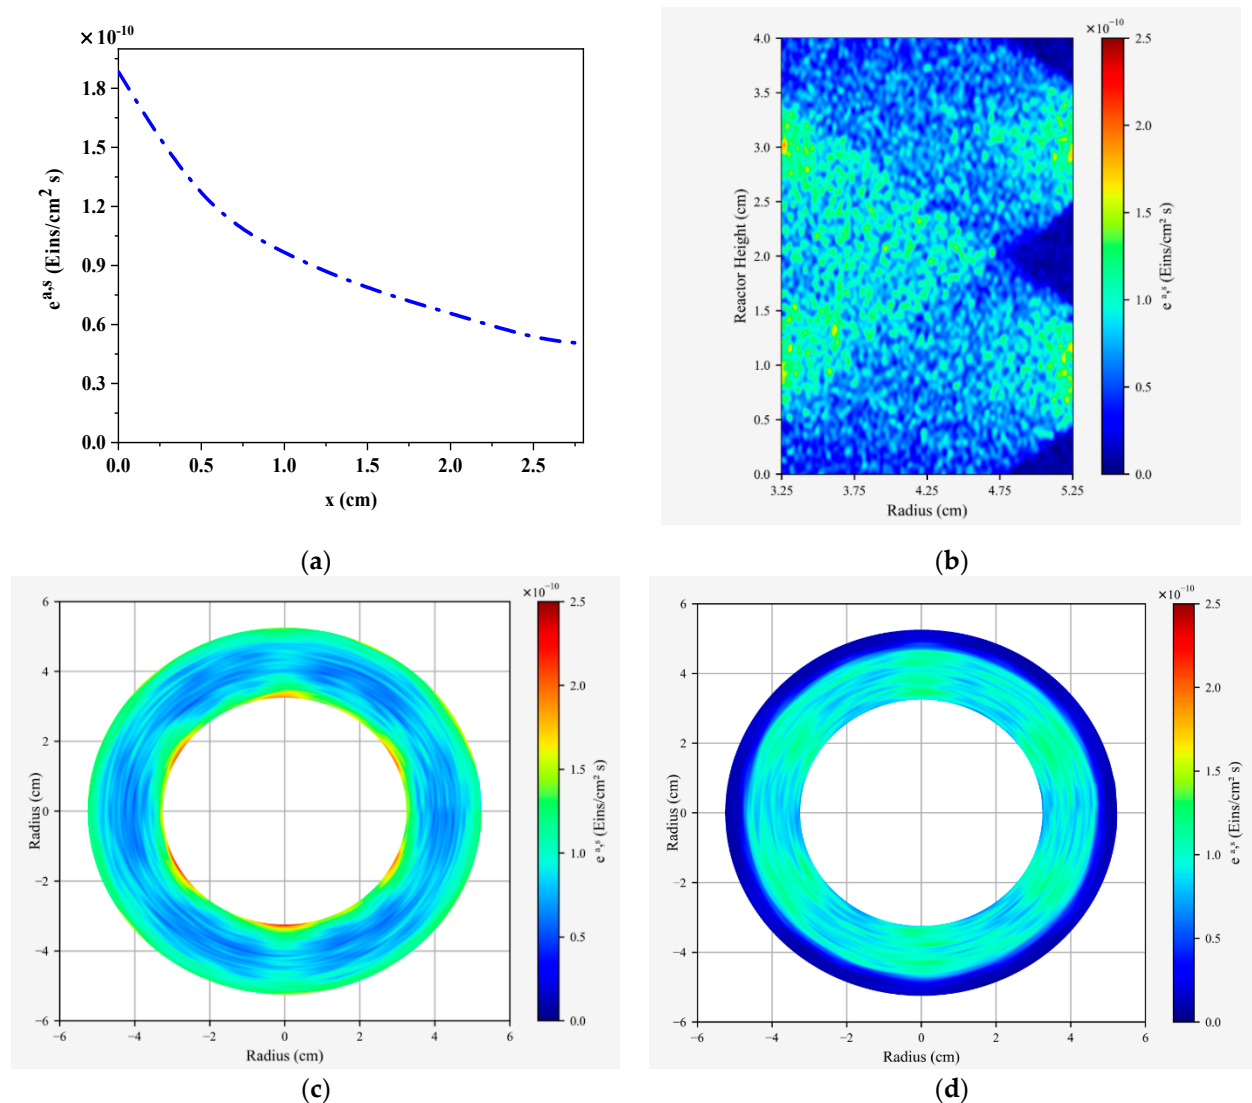 ×10⁻¹⁰
1.8
1.5
1.2
0.9
0.6
0.3
0.0
eᵃ,ˢ (Eins/cm² s)
0.0 0.5 1.0 1.5 2.0 2.5
x (cm)
(a)
×10⁻¹⁰
4.0
3.5
3.0
2.5
2.0
1.5
1.0
0.5
0.0
Reactor Height (cm)
3.25 3.75 4.25 4.75 5.25
Radius (cm)
2.5
2.0
1.5
1.0
0.5
0.0
e ᵃ,ˢ (Eins/cm² s)
(b)
×10⁻¹⁰
6
4
2
0
−2
−4
−6
Radius (cm)
−6 −4 −2 0 2 4 6
Radius (cm)
2.5
2.0
1.5
1.0
0.5
0.0
e ᵃ,ˢ (Eins/cm² s)
(c)
×10⁻¹⁰
6
4
2
0
−2
−4
−6
Radius (cm)
−6 −4 −2 0 2 4 6
Radius (cm)
2.5
2.0
1.5
1.0
0.5
0.0
e ᵃ,ˢ (Eins/cm² s)
(d)